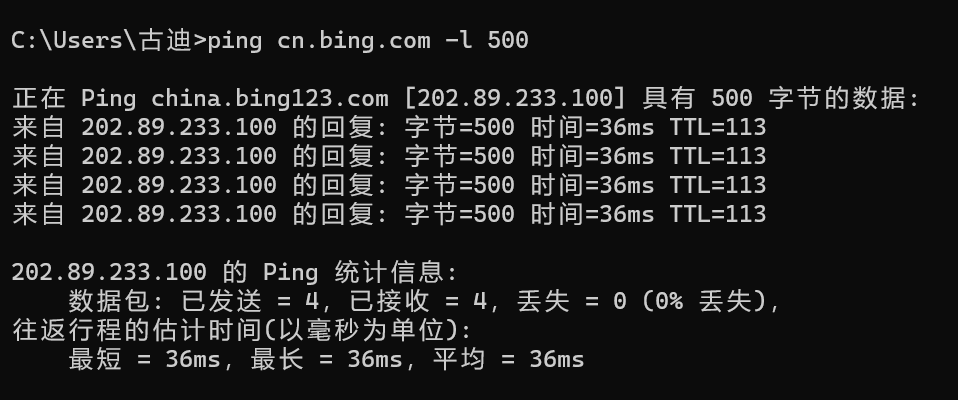 C:\Users\古迪>ping cn.bing.com -l 500
正在 Ping china.bing123.com [202.89.233.100] 具有 500 字节的数据:
来自 202.89.233.100 的回复: 字节=500 时间=36ms TTL=113
来自 202.89.233.100 的回复: 字节=500 时间=36ms TTL=113
来自 202.89.233.100 的回复: 字节=500 时间=36ms TTL=113
来自 202.89.233.100 的回复: 字节=500 时间=36ms TTL=113
202.89.233.100 的 Ping 统计信息:
数据包: 已发送 = 4, 已接收 = 4, 丢失 = 0 (0% 丢失),
往返行程的估计时间(以毫秒为单位):
最短 = 36ms, 最长 = 36ms, 平均 = 36ms